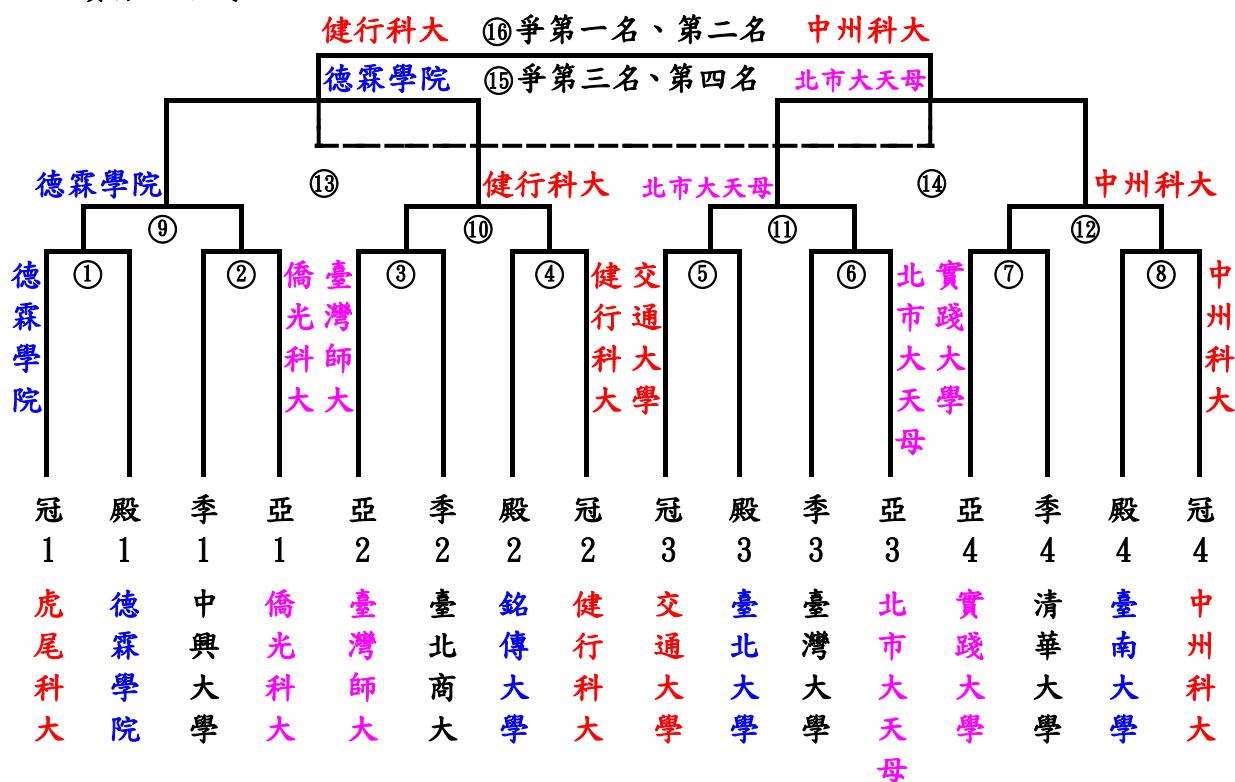 健行科大 ⑯爭第一名、第二名 中州科大
德霖學院 ⑮爭第三名、第四名 北市大天母
德霖學院 ⑬ 健行科大 北市大天母 ⑭ 中州科大
⑨ ⑩ ⑪ ⑫
① ② ③ ④ ⑤ ⑥ ⑦ ⑧
德霖學院
僑光科大
臺灣師大
健行科大
交通大學
北市大天母
實踐大學
中州科大
冠 殿 季 亞 亞 季 殿 冠 冠 殿 季 亞 亞 季 殿 冠
1 1 1 1 2 2 2 2 3 3 3 3 4 4 4 4
虎尾科大
德霖學院
中興大學
僑光科大
臺灣師大
臺北商大
銘傳大學
健行科大
交通大學
臺北大學
臺灣大學
北市大天母
實踐大學
清華大學
臺南大學
中州科大